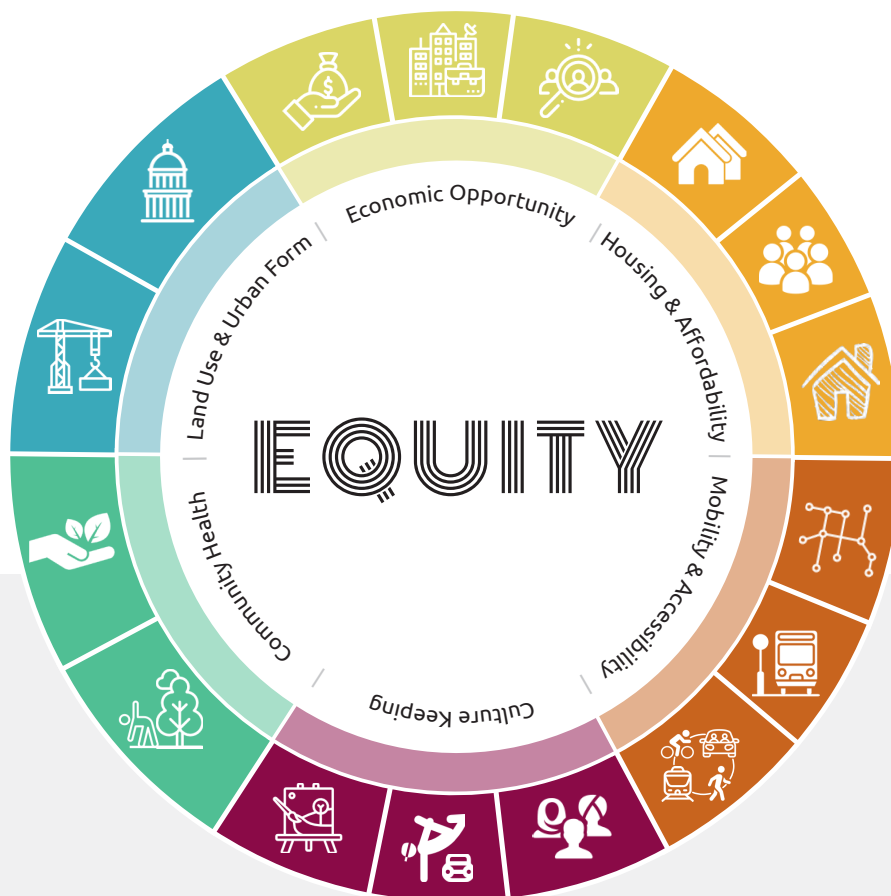 Economic Opportunity
Housing & Affordability
Mobility & Accessibility
Culture Keeping
Community Health
Land Use & Urban Form
EQUITY
$